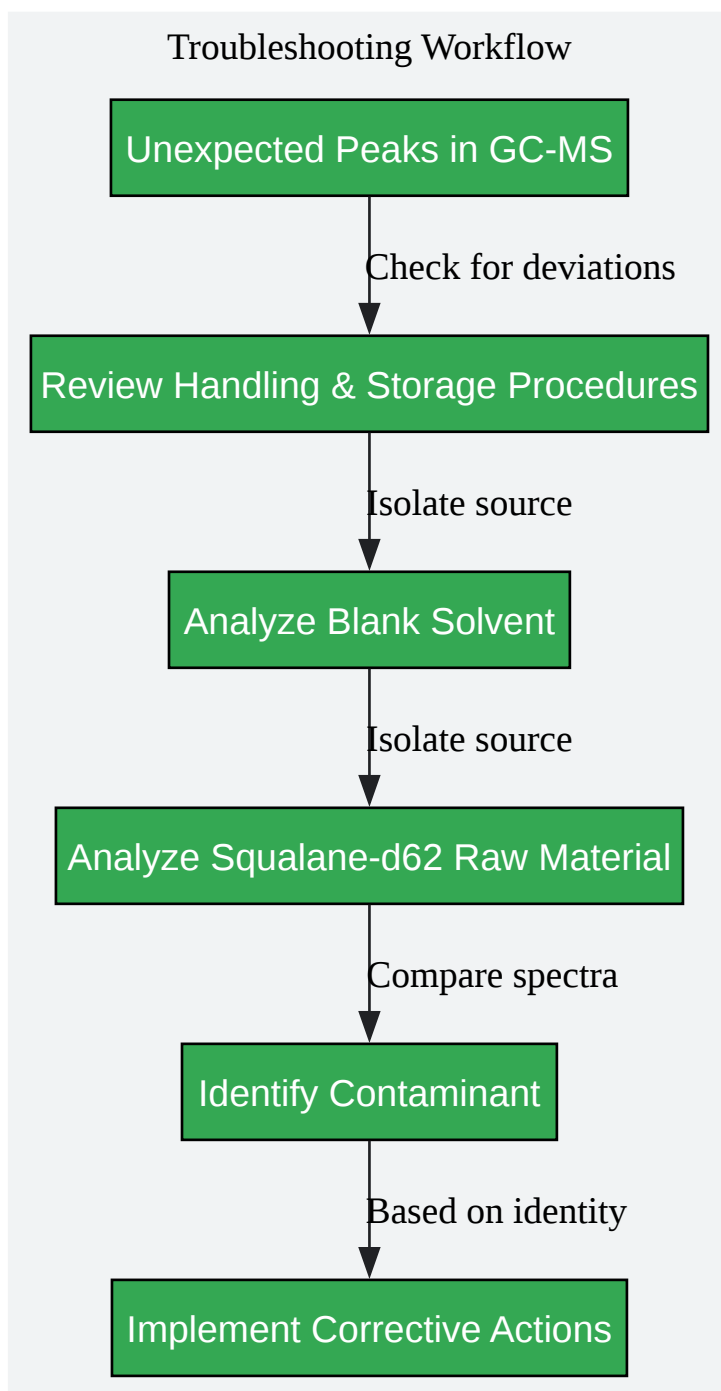 Troubleshooting Workflow
Unexpected Peaks in GC-MS
Check for deviations
Review Handling & Storage Procedures
Isolate source
Analyze Blank Solvent
Isolate source
Analyze Squalane-d62 Raw Material
Compare spectra
Identify Contaminant
Based on identity
Implement Corrective Actions